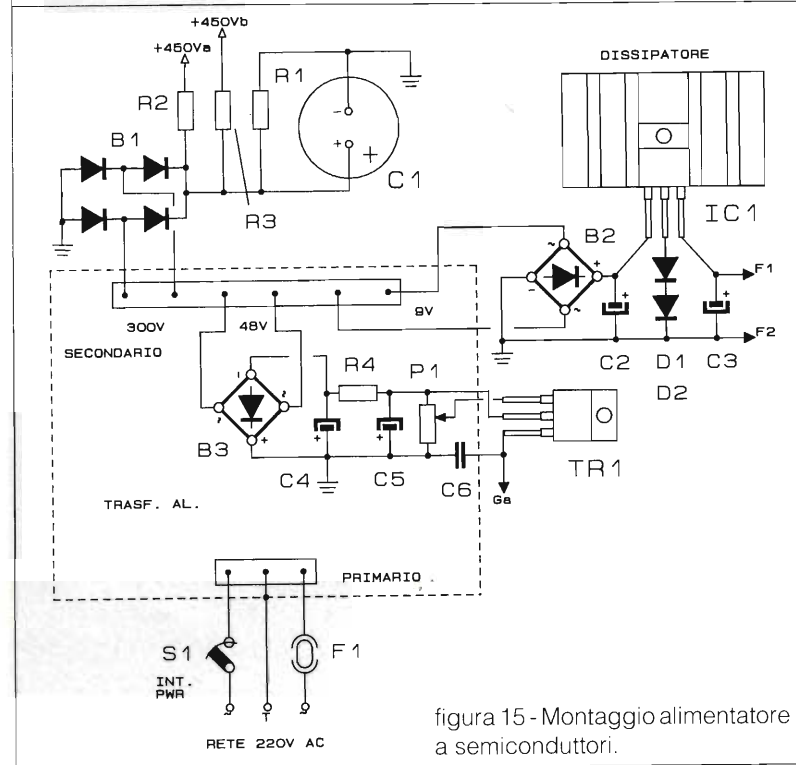 +450Vb
+450Va
DISSIPATORE
R1
R2
B1
C1
R3
IC1
B2
F1
F2
300V
48V
9V
SECONDARIO
C2
D1
C3
D2
R4
P1
B3
C4
C5
C6
TR1
Ga
TRASF. AL.
PRIMARIO
S1
F1
INT.
PWR
T
RETE 220V AC
figura 15 - Montaggio alimentatore
a semiconduttori.